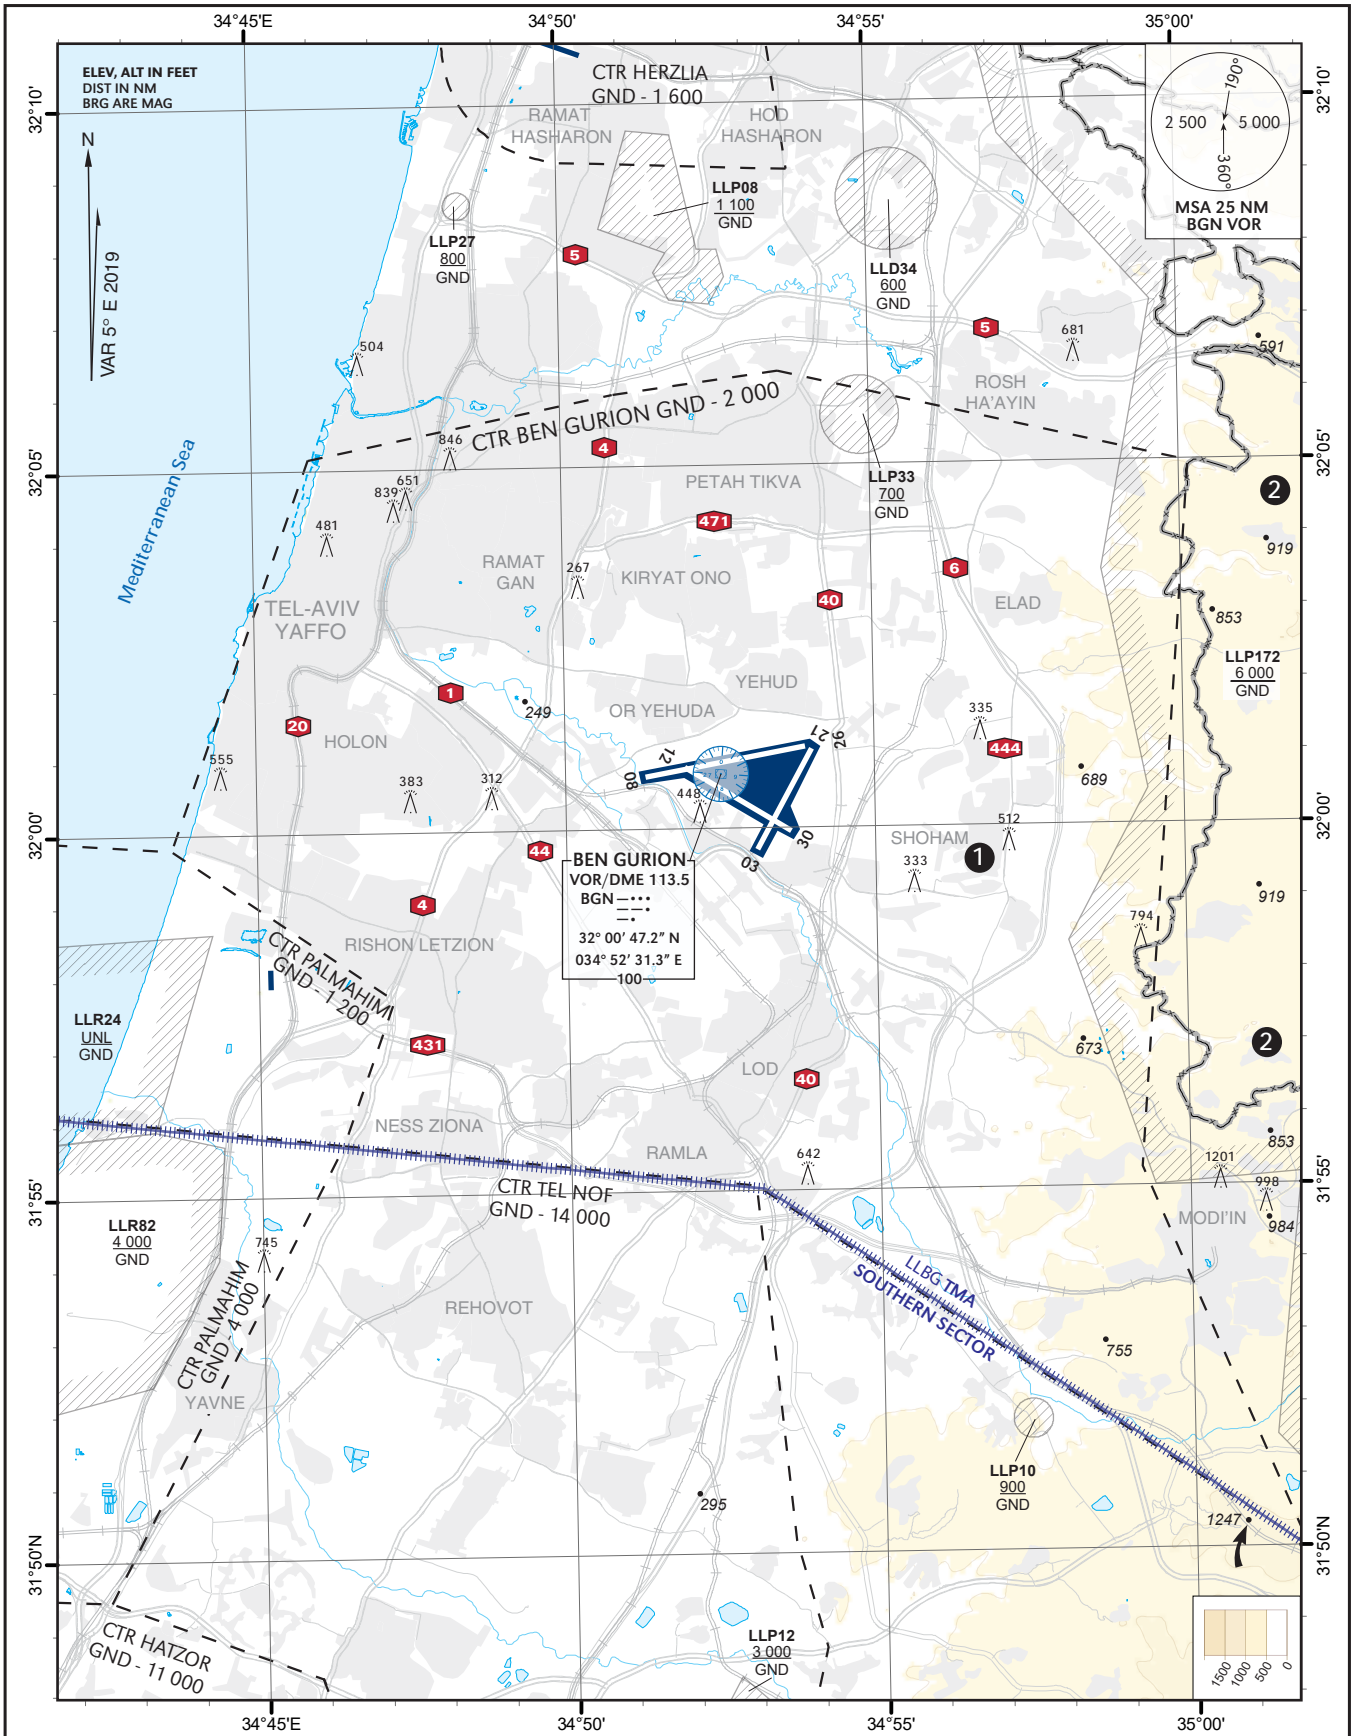 34°45'E
34°50'
34°55'
35°00'
ELEV, ALT IN FEET
DIST IN NM
BRG ARE MAG
32°10'
32°10'
N
VAR 5° E 2019
CTR HERZLIA
GND - 1 600
RAMAT
HASHARON
HOD
HASHARON
190°
2 500
5 000
360°
MSA 25 NM
BGN VOR
LLP08
1 100
GND
LLP27
800
GND
5
LLD34
600
GND
5
681
591
504
ROSH
HA'AYIN
CTR BEN GURION GND - 2 000
846
4
32°05'
32°05'
Mediterranean Sea
839
651
PETAH TIKVA
LLP33
700
GND
2
471
481
919
RAMAT
GAN
267
KIRYAT ONO
6
40
ELAD
TEL-AVIV
YAFFO
853
LLP172
6 000
GND
YEHUD
1
249
OR YEHUDA
335
20
HOLON
12
21
26
444
555
08
689
383
312
448
512
32°00'
32°00'
30
SHOHAM
44
03
1
333
BEN GURION
VOR/DME 113.5
BGN
32° 00' 47.2" N
034° 52' 31.3" E
100
919
4
794
RISHON LETZION
CTR PALMAHIM
GND - 1 200
LLR24
UNL
GND
431
673
2
LOD
40
NESS ZIONA
853
RAMLA
642
1201
998
31°55'
31°55'
CTR TEL NOF
GND - 14 000
MODI'IN
984
LLR82
4 000
GND
745
LLBG TMA
SOUTHERN SECTOR
CTR PALMAHIM
GND - 4 000
REHOVOT
755
YAVNE
LLP10
900
GND
295
1247
31°50'N
31°50'N
CTR HATZOR
GND - 11 000
LLP12
3 000
GND
1500
1000
500
0
34°45'E
34°50'
34°55'
35°00'